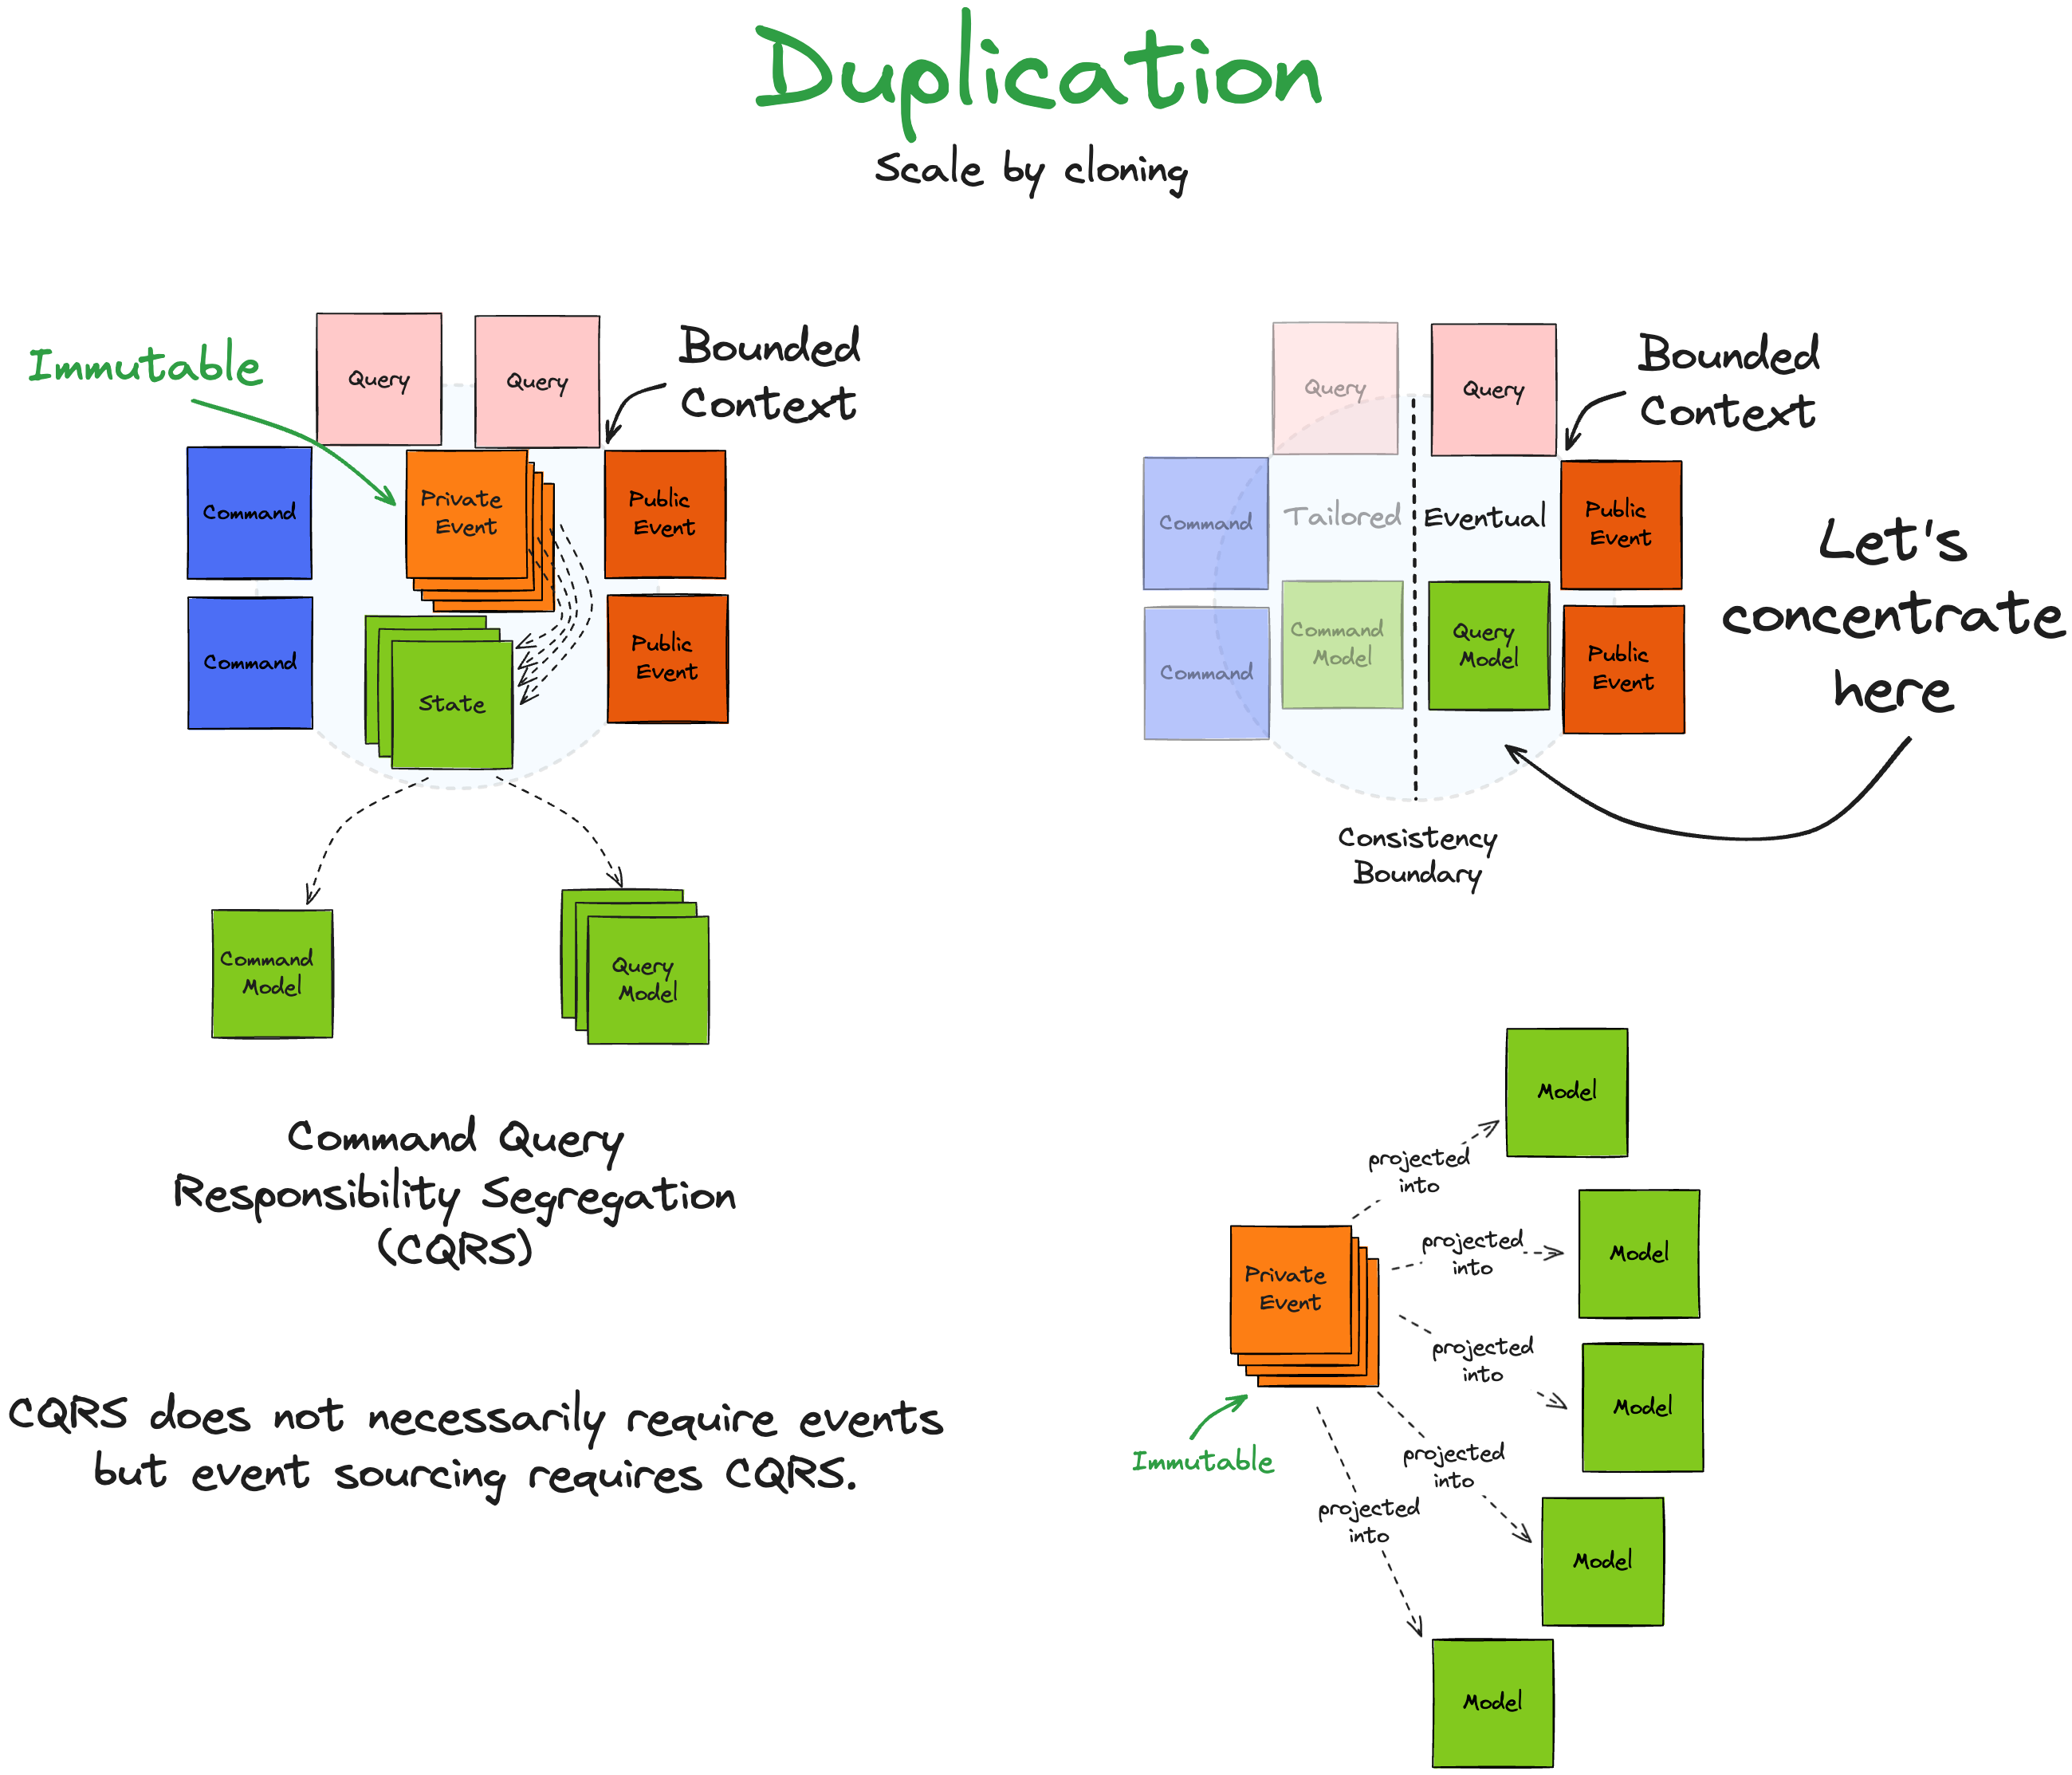 Duplication
Scale by cloning
Immutable
Query
Query
Bounded
Context
Command
Private
Event
Public
Event
Command
State
Public
Event
Command
Model
Query
Model
Command Query
Responsibility Segregation
(CQRS)
CQRS does not necessarily require events
but event sourcing requires CQRS.
Query
Query
Bounded
Context
Command
Tailored
Eventual
Public
Event
Command
Command
Model
Query
Model
Public
Event
Let's
concentrate
here
Consistency
Boundary
Model
projected
into
Model
projected
into
Private
Event
projected
into
Model
Immutable
projected
into
Model
projected
into
Model